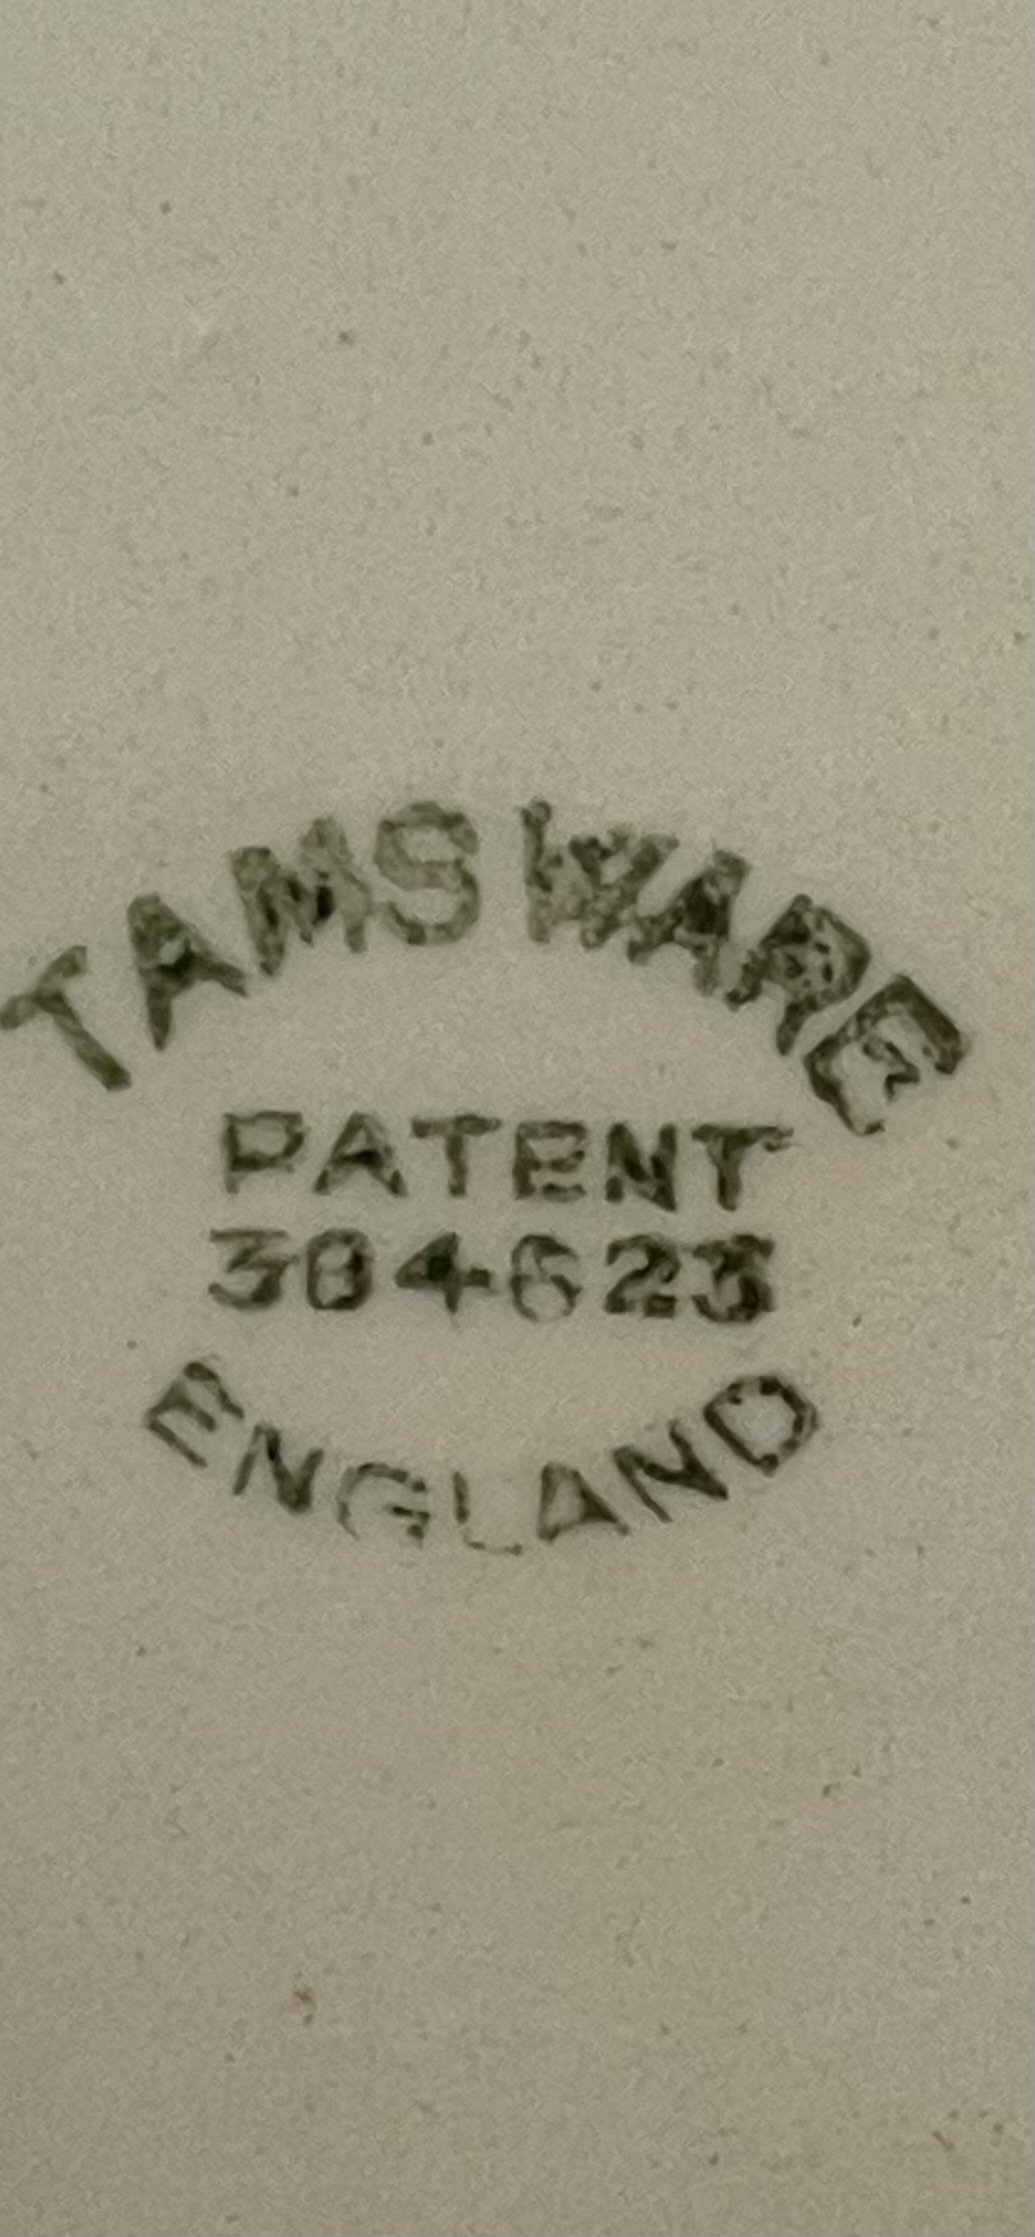 TAMS WARE
PATENT
384623
ENGLAND